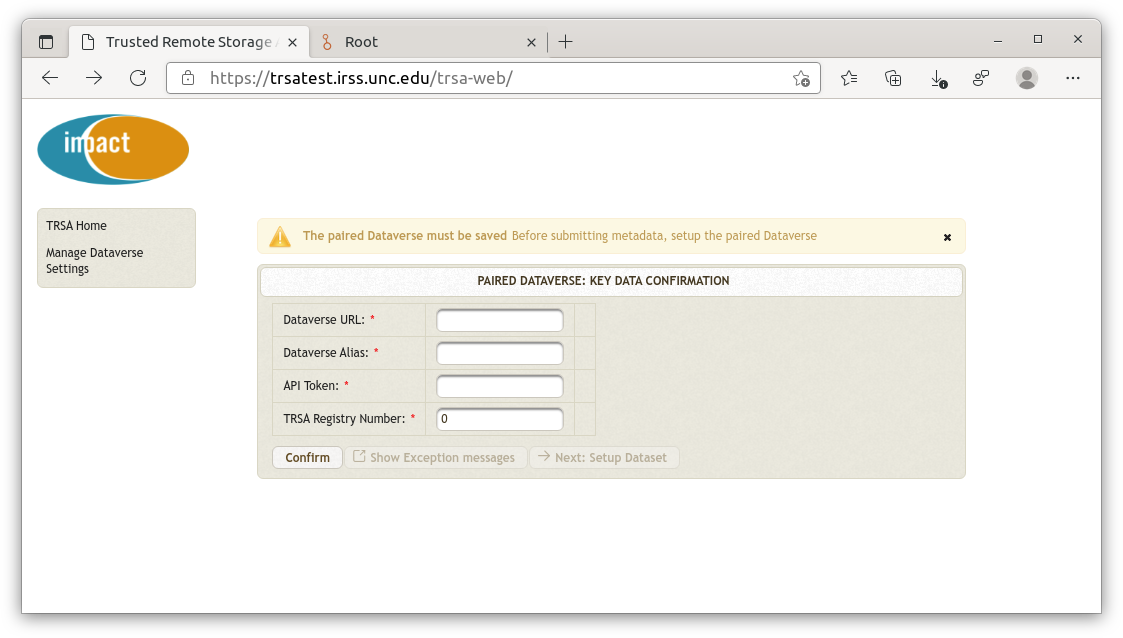 Trusted Remote Storage
Root
https://trsatest.irss.unc.edu/trsa-web/
impact
TRSA Home
Manage Dataverse
Settings
The paired Dataverse must be saved Before submitting metadata, setup the paired Dataverse
PAIRED DATAVERSE: KEY DATA CONFIRMATION
Dataverse URL: *
Dataverse Alias: *
API Token: *
TRSA Registry Number: * 0
Confirm Show Exception messages Next: Setup Dataset